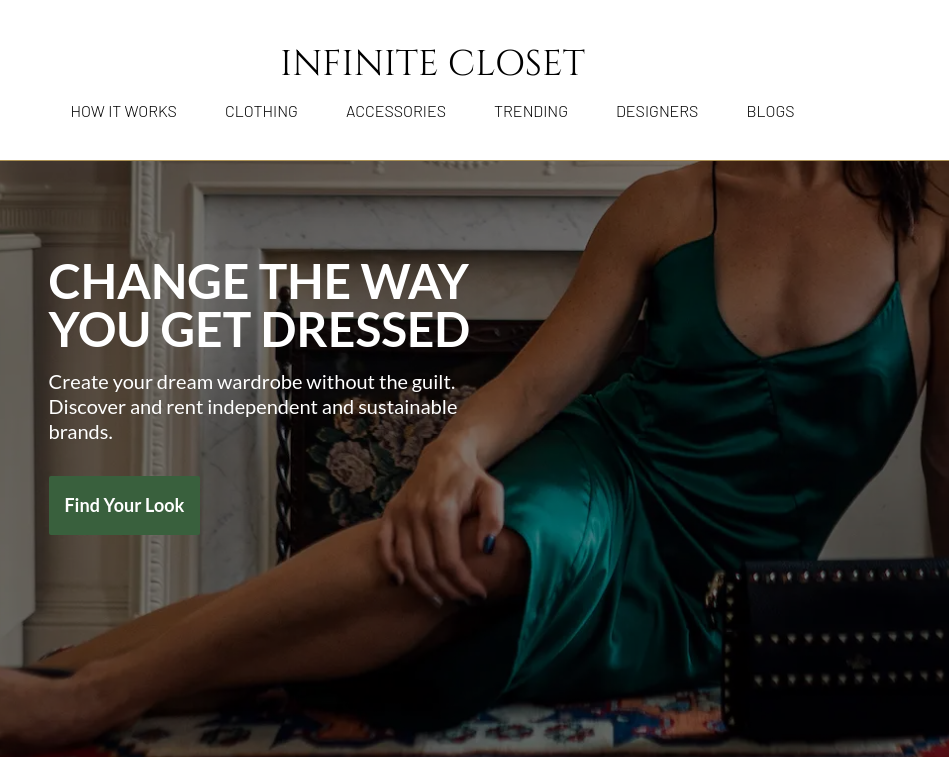 INFINITE CLOSET
HOW IT WORKS CLOTHING ACCESSORIES TRENDING DESIGNERS BLOGS
CHANGE THE WAY
YOU GET DRESSED
Create your dream wardrobe without the guilt.
Discover and rent independent and sustainable
brands.
Find Your Look